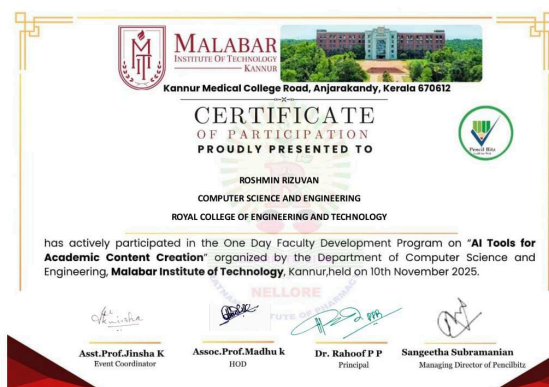 MIT
MALABAR
INSTITUTE OF TECHNOLOGY
KANNUR
Kannur Medical College Road, Anjarakandy, Kerala 670612
CERTIFICATE
OF PARTICIPATION
PROUDLY PRESENTED TO
Pencil Bitz
ROSHMIN RIZUVAN
COMPUTER SCIENCE AND ENGINEERING
ROYAL COLLEGE OF ENGINEERING AND TECHNOLOGY
has actively participated in the One Day Faculty Development Program on "AI Tools for
Academic Content Creation" organized by the Department of Computer Science and
Engineering, Malabar Institute of Technology, Kannur,held on 10th November 2025.
NELLORE
Asst.Prof.Jinsha K
Event Coordinator
Assoc.Prof.Madhu k
HOD
Dr. Rahoof P P
Principal
Sangeetha Subramanian
Managing Director of Pencilbitz